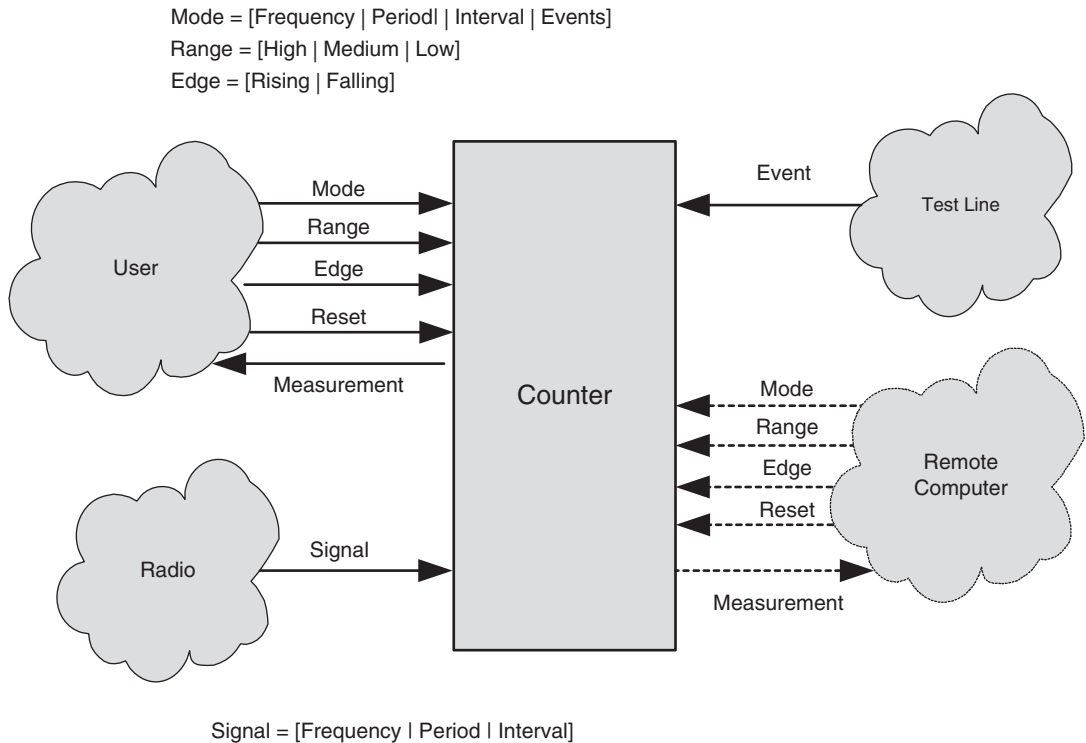 Mode = [Frequency | Periodl | Interval | Events]
Range = [High | Medium | Low]
Edge = [Rising | Falling]
User
Mode
Range
Edge
Reset
Measurement
Counter
Event
Test Line
Mode
Range
Edge
Reset
Measurement
Remote
Computer
Radio
Signal
Signal = [Frequency | Period | Interval]